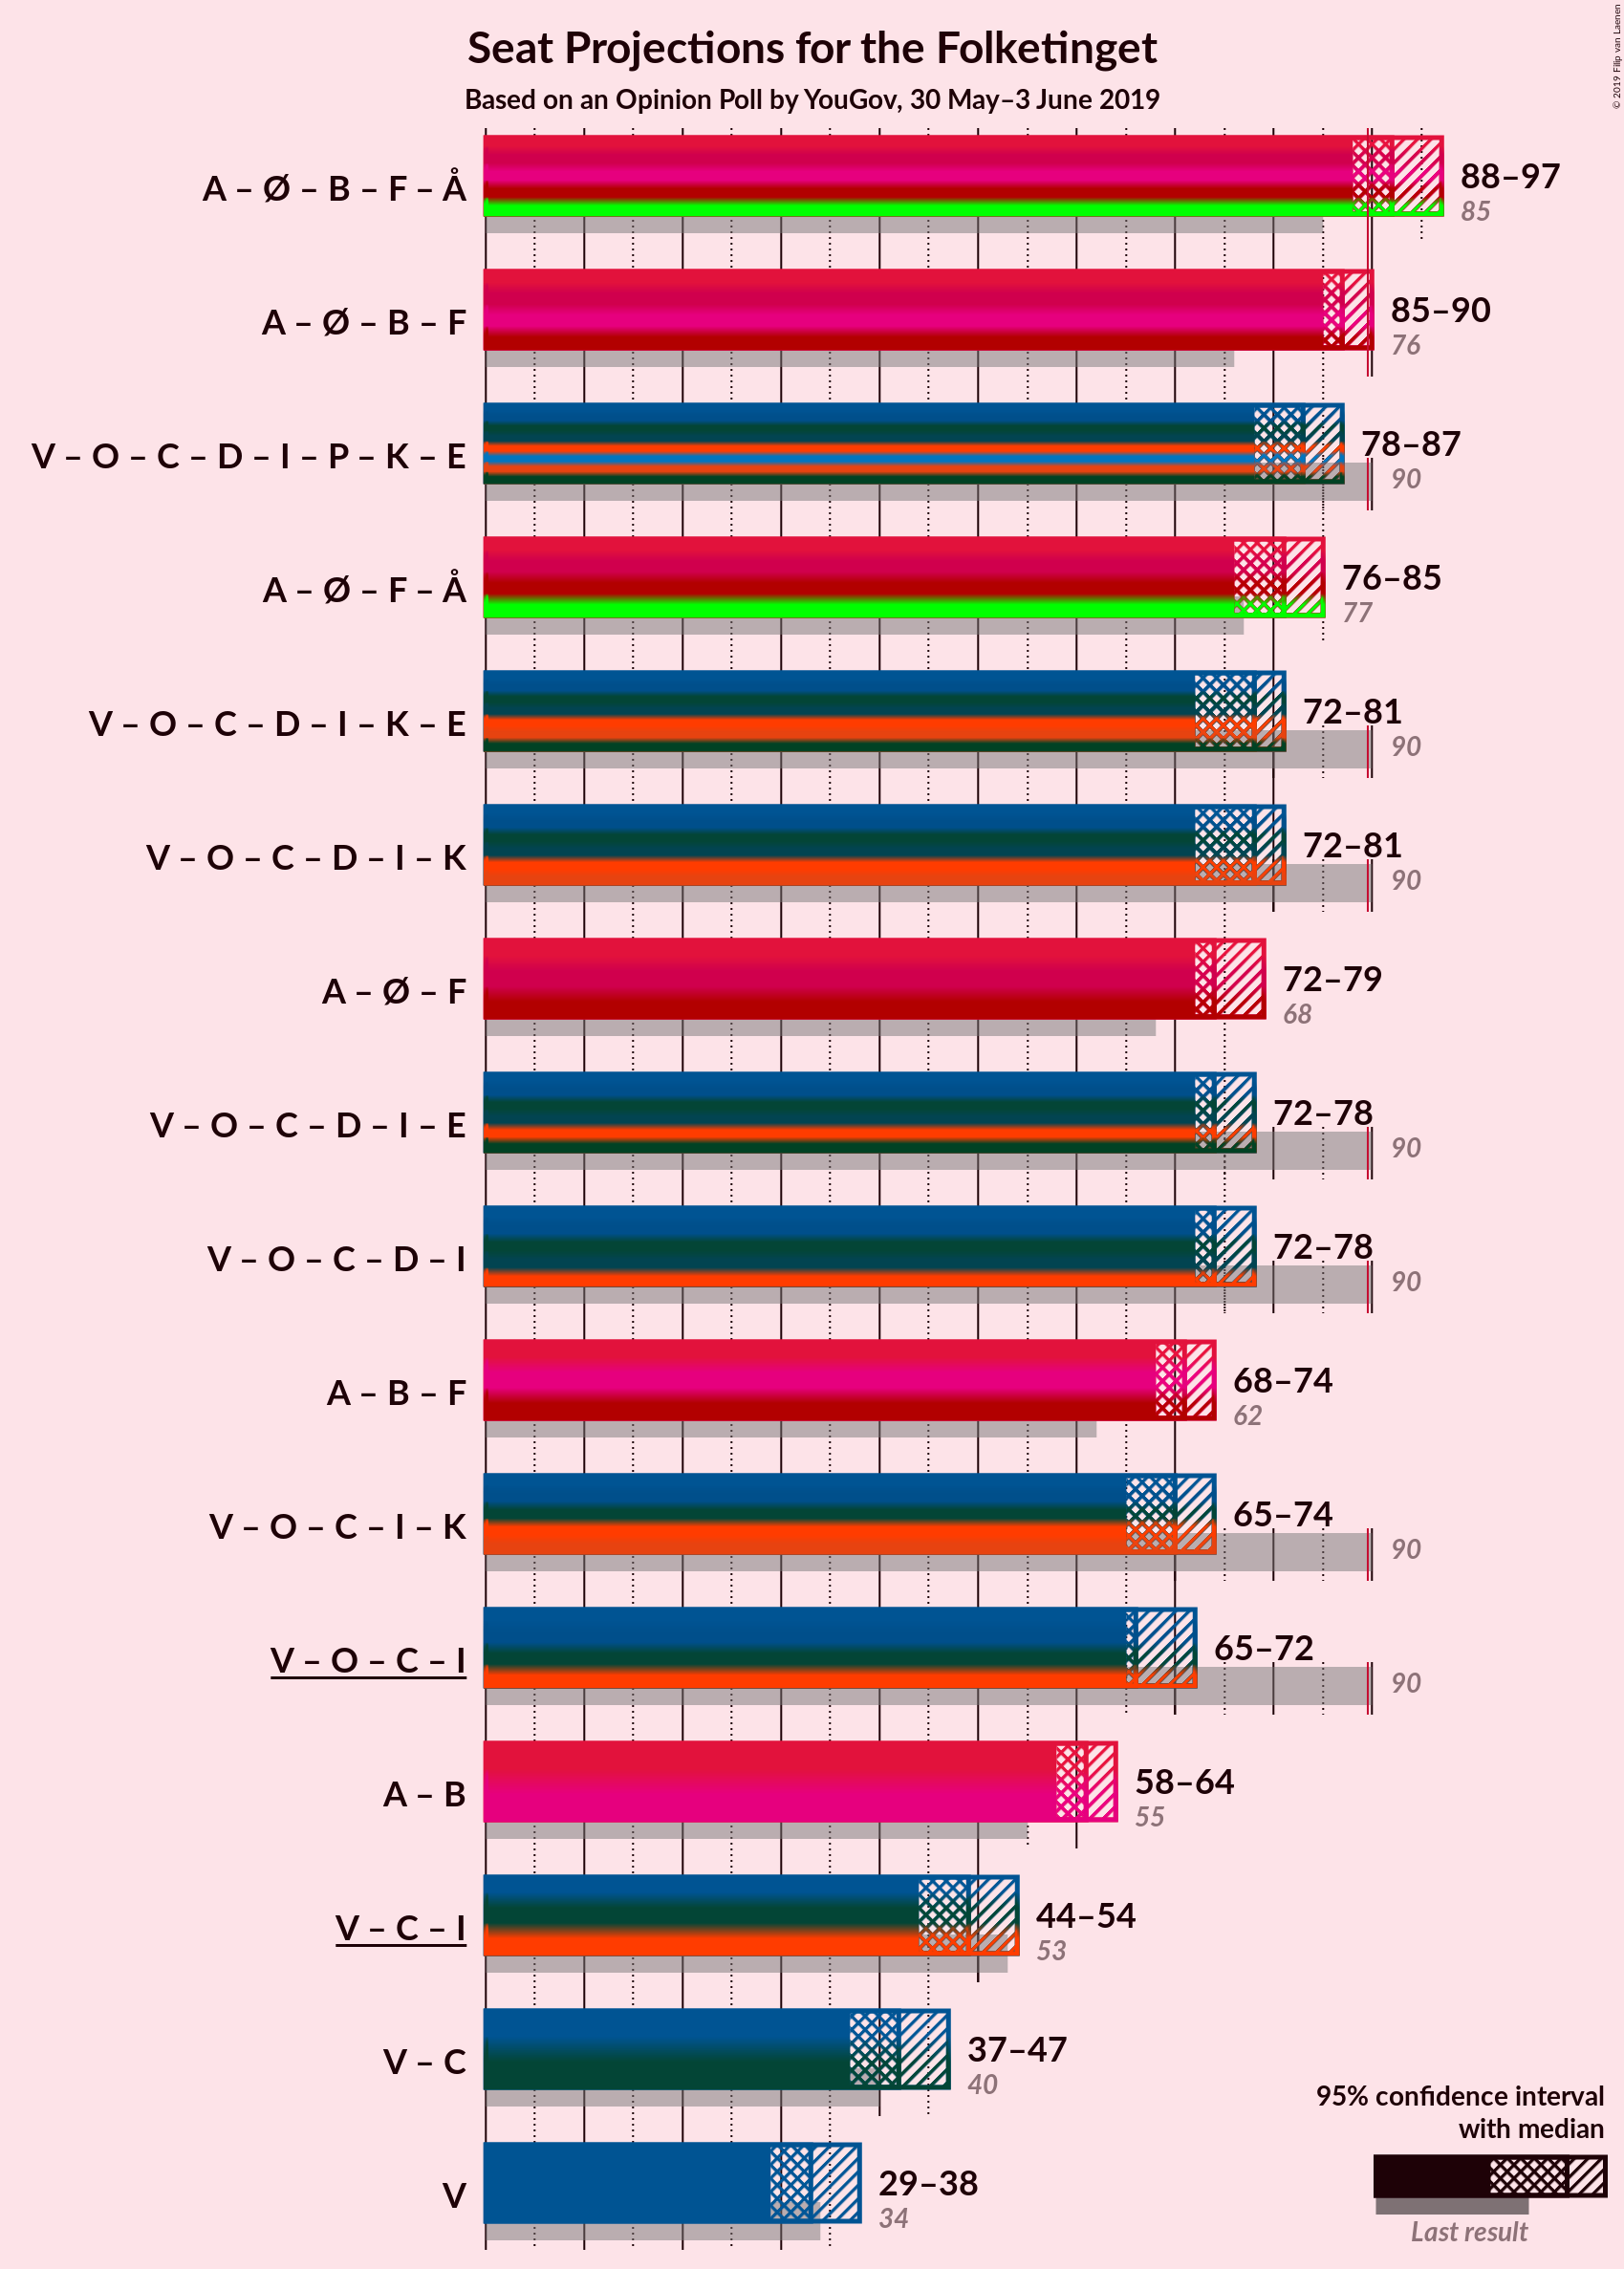 Seat Projections for the Folketinget
Based on an Opinion Poll by YouGov, 30 May–3 June 2019
© 2019 Filip van Laenen
A – Ø – B – F – Å
88–97
85
A – Ø – B – F
85–90
76
V – O – C – D – I – P – K – E
78–87
90
A – Ø – F – Å
76–85
77
V – O – C – D – I – K – E
72–81
90
V – O – C – D – I – K
72–81
90
A – Ø – F
72–79
68
V – O – C – D – I – E
72–78
90
V – O – C – D – I
72–78
90
A – B – F
68–74
62
V – O – C – I – K
65–74
90
V – O – C – I
65–72
90
A – B
58–64
55
V – C – I
44–54
53
V – C
37–47
40
V
29–38
34
95% confidence interval
with median
Last result